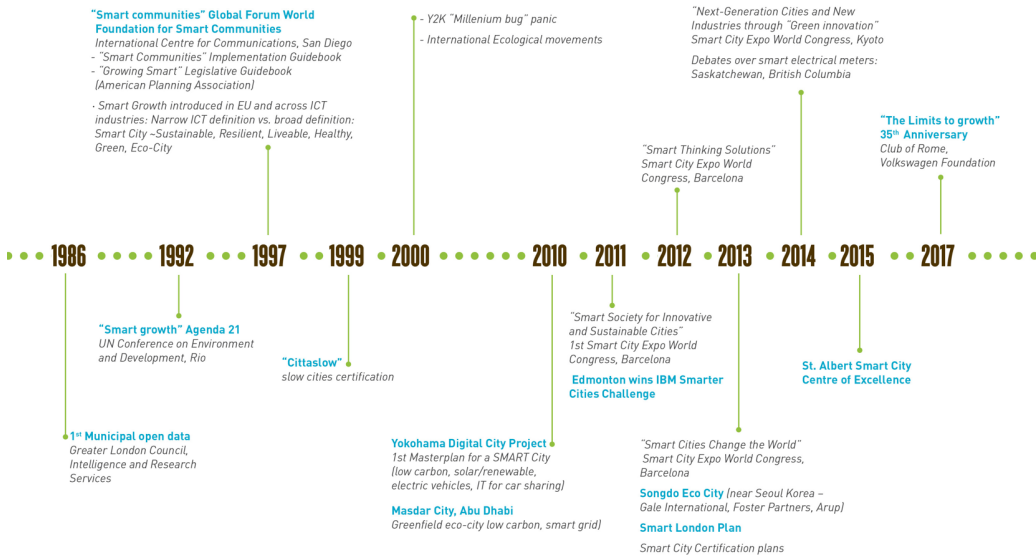 “Smart communities” Global Forum World
Foundation for Smart Communities
International Centre for Communications, San Diego
- “Smart Communities” Implementation Guidebook
- “Growing Smart” Legislative Guidebook
(American Planning Association)
· Smart Growth introduced in EU and across ICT
industries: Narrow ICT definition vs. broad definition:
Smart City ~Sustainable, Resilient, Liveable, Healthy,
Green, Eco-City
- Y2K “Millenium bug” panic
- International Ecological movements
“Smart Thinking Solutions”
Smart City Expo World
Congress, Barcelona
“Next-Generation Cities and New
Industries through “Green innovation”
Smart City Expo World Congress, Kyoto
Debates over smart electrical meters:
Saskatchewan, British Columbia
“The Limits to growth”
35th Anniversary
Club of Rome,
Volkswagen Foundation
1986 1992 1997 1999 2000 2010 2011 2012 2013 2014 2015 2017
1st Municipal open data
Greater London Council,
Intelligence and Research
Services
“Smart growth” Agenda 21
UN Conference on Environment
and Development, Rio
“Cittaslow”
slow cities certification
Yokohama Digital City Project
1st Masterplan for a SMART City
(low carbon, solar/renewable,
electric vehicles, IT for car sharing)
Masdar City, Abu Dhabi
Greenfield eco-city low carbon, smart grid)
“Smart Society for Innovative
and Sustainable Cities”
1st Smart City Expo World
Congress, Barcelona
Edmonton wins IBM Smarter
Cities Challenge
“Smart Cities Change the World”
Smart City Expo World Congress,
Barcelona
Songdo Eco City (near Seoul Korea –
Gale International, Foster Partners, Arup)
Smart London Plan
Smart City Certification plans
St. Albert Smart City
Centre of Excellence